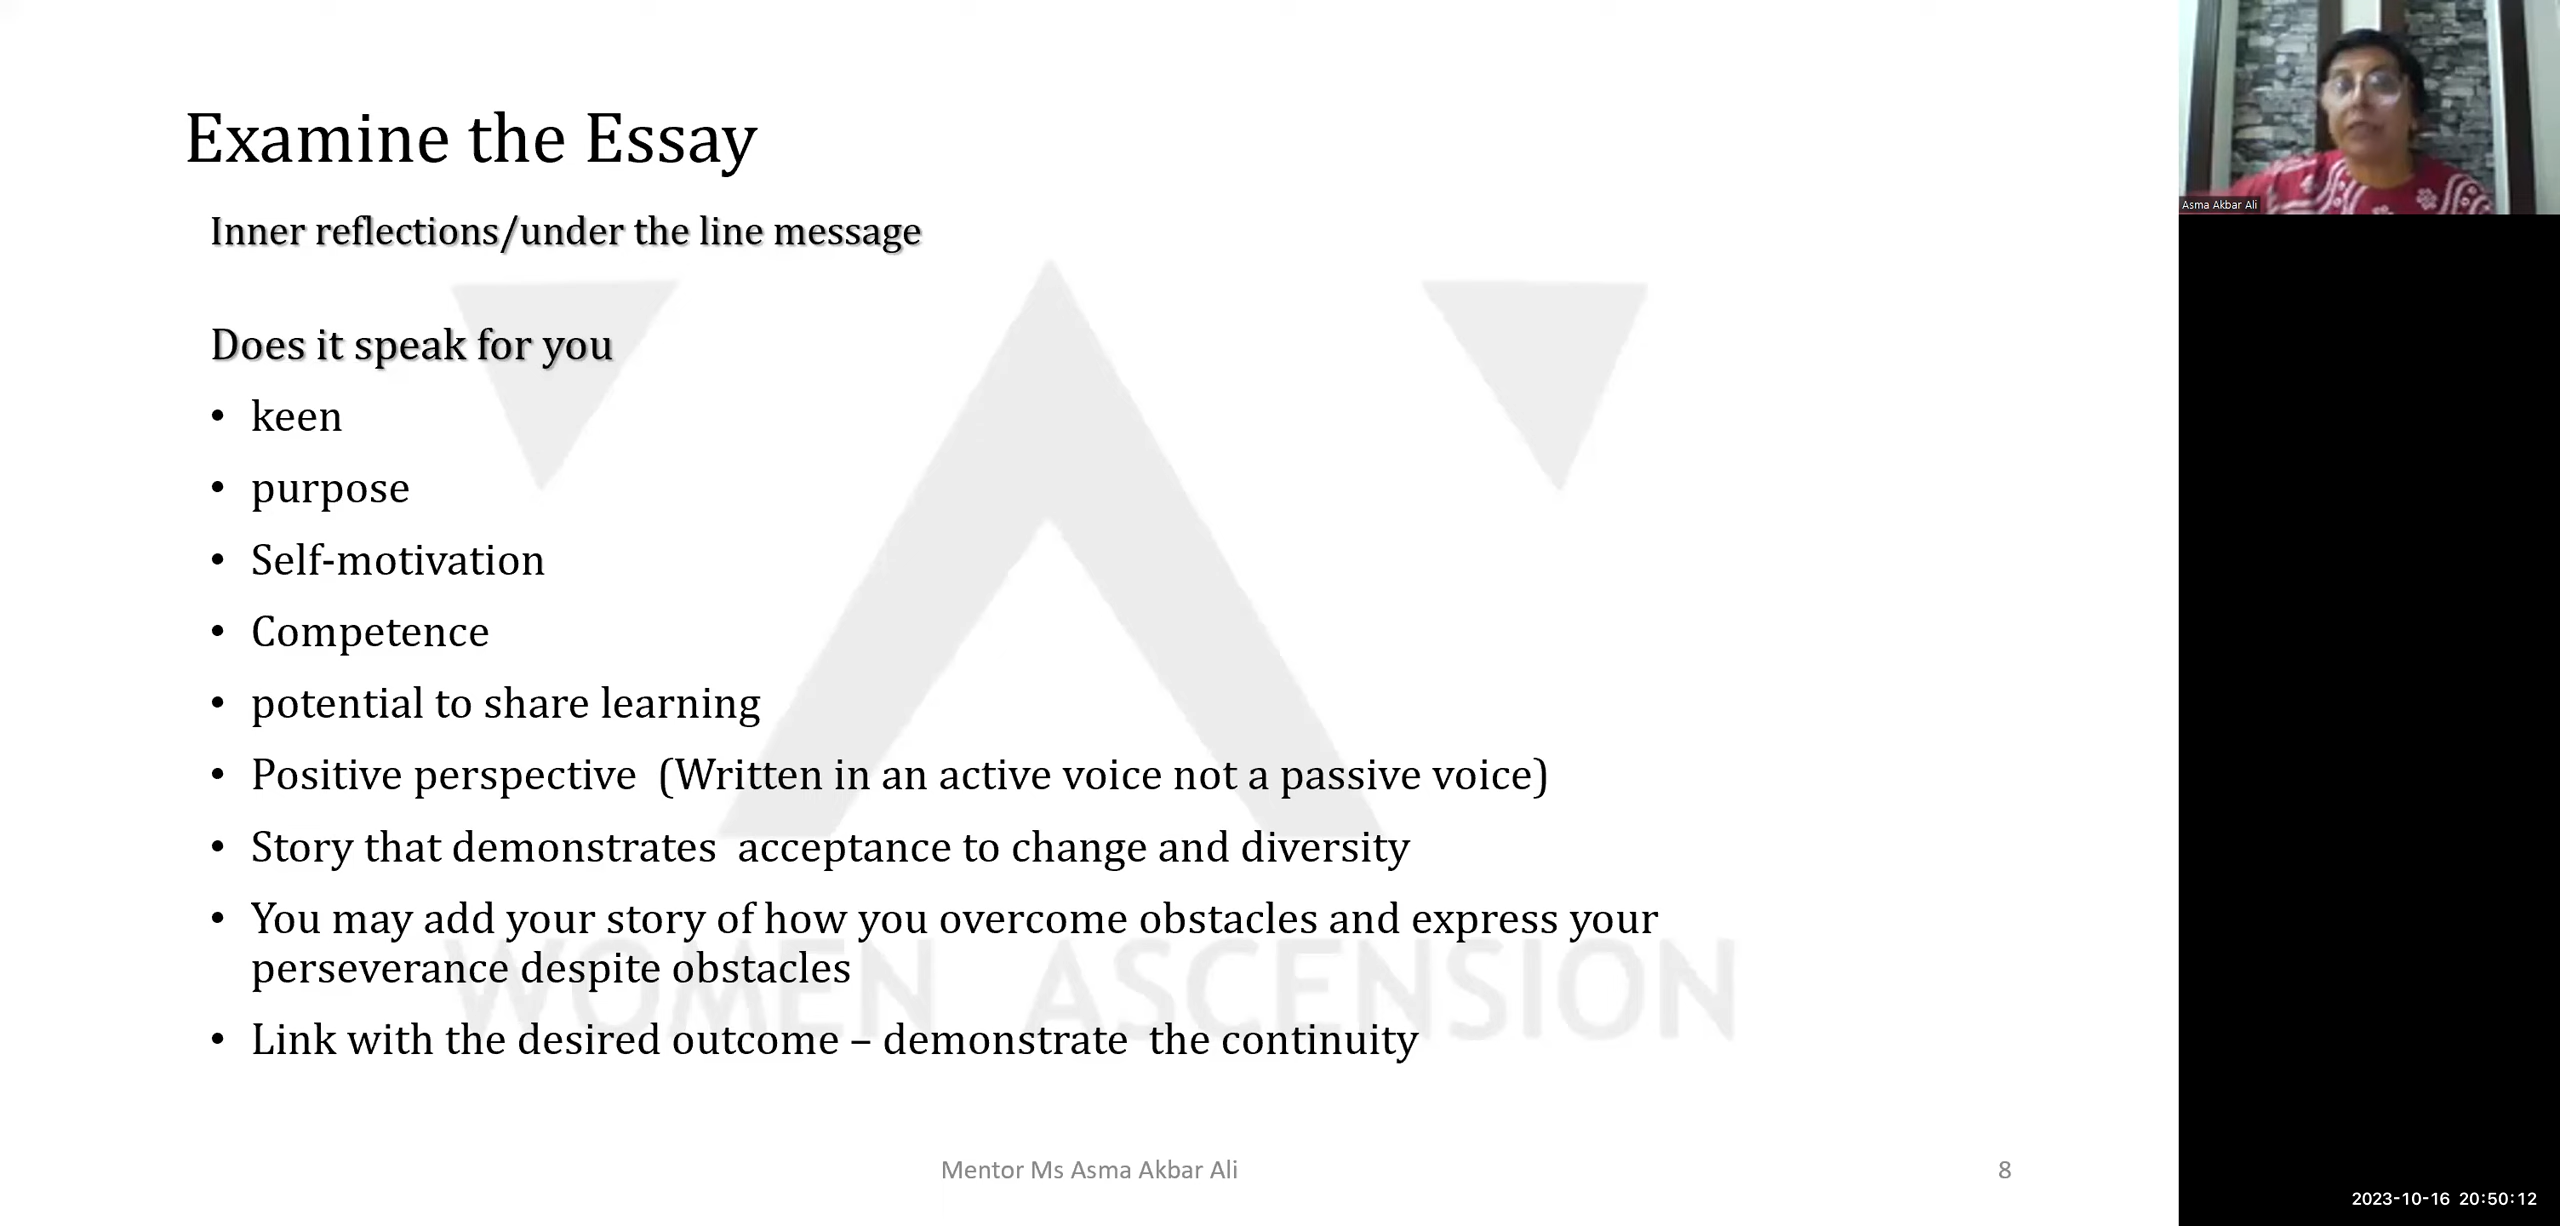 Examine the Essay
Inner reflections/under the line message
Does it speak for you
• keen
• purpose
• Self-motivation
• Competence
• potential to share learning
• Positive perspective  (Written in an active voice not a passive voice)
• Story that demonstrates  acceptance to change and diversity
• You may add your story of how you overcome obstacles and express your
perseverance despite obstacles
• Link with the desired outcome – demonstrate  the continuity
WOMEN ASCENSION
Mentor Ms Asma Akbar Ali
8
Asma Akbar Ali
2023-10-16 20:50:12